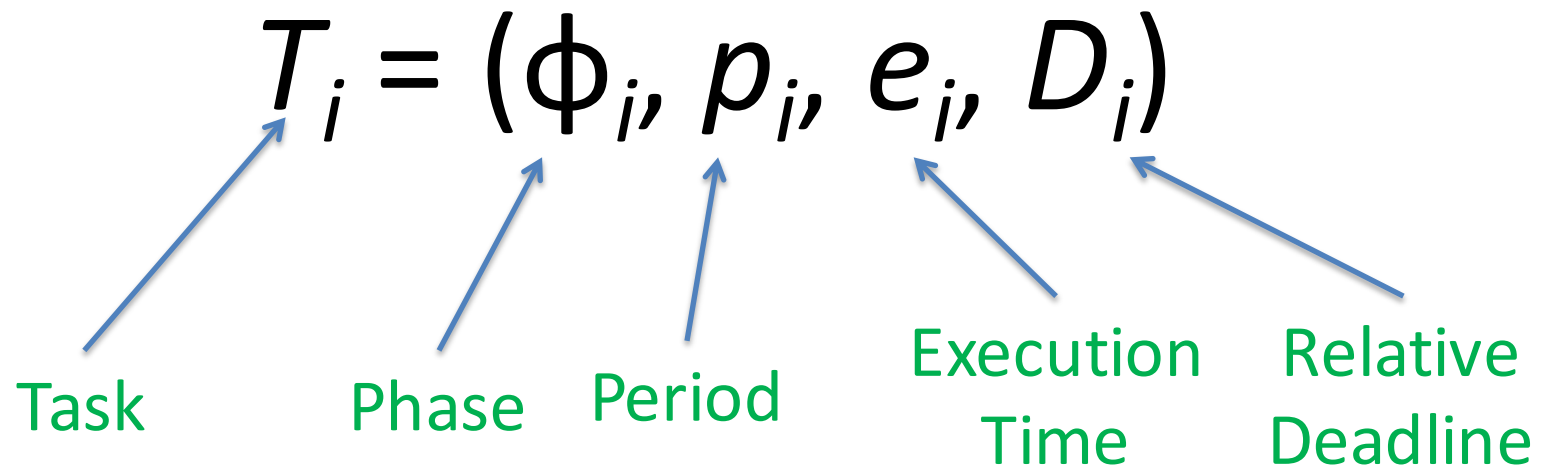 Tᵢ = (ϕᵢ, pᵢ, eᵢ, Dᵢ)
Task
Phase
Period
Execution
Time
Relative
Deadline